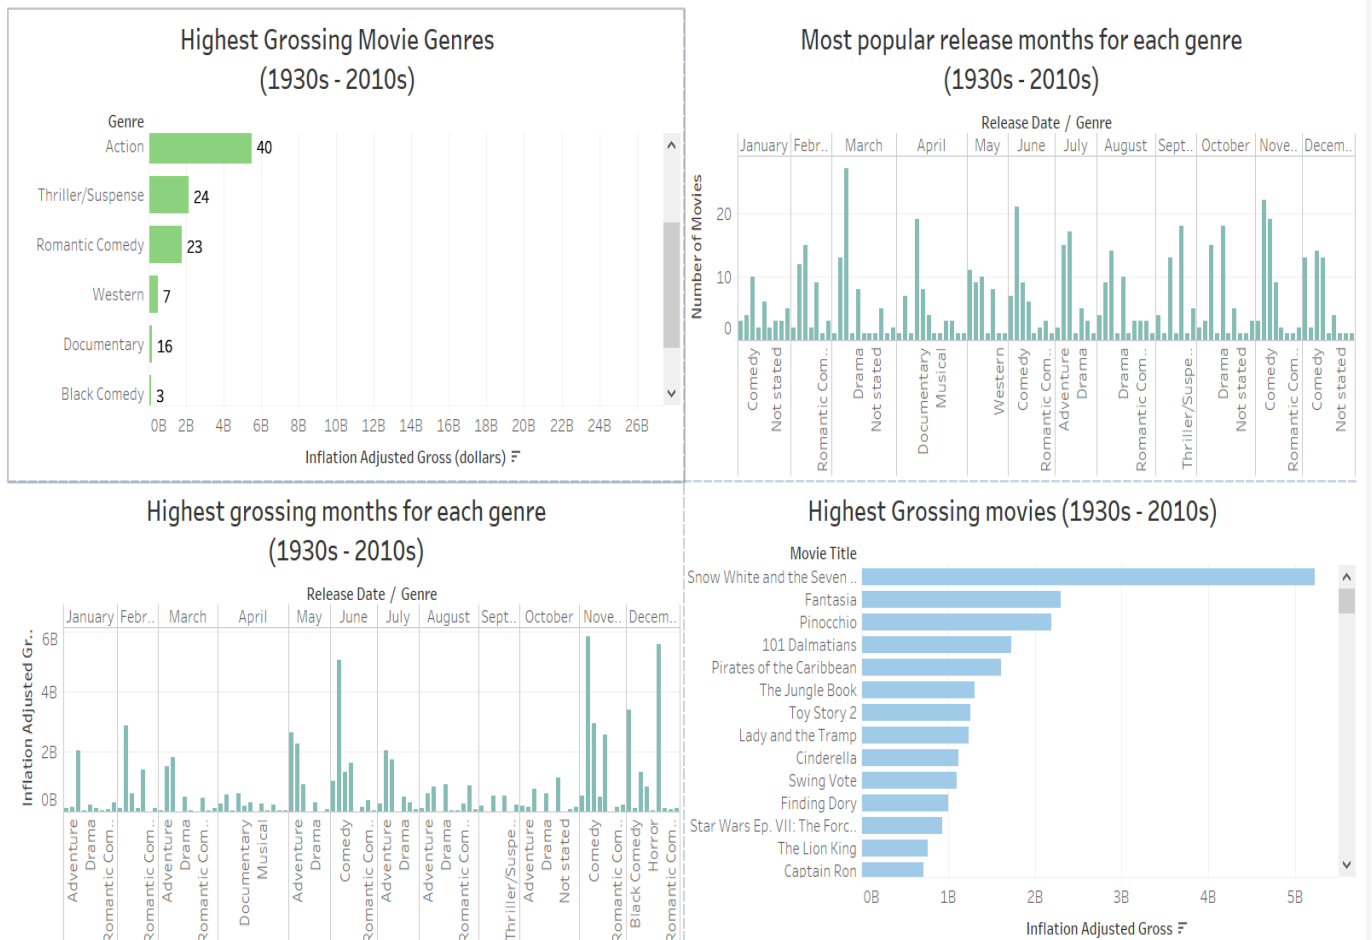 Highest Grossing Movie Genres
(1930s - 2010s)
Genre
Action
40
Thriller/Suspense
24
Romantic Comedy
23
Western
7
Documentary
16
Black Comedy
3
0B 2B 4B 6B 8B 10B 12B 14B 16B 18B 20B 22B 24B 26B
Inflation Adjusted Gross (dollars)
Most popular release months for each genre
(1930s - 2010s)
Release Date / Genre
January Febr.. March April May June July August Sept.. October Nove.. Decem..
Number of Movies
20
10
0
Comedy
Not stated
Romantic Com..
Drama
Not stated
Documentary
Musical
Western
Comedy
Romantic Com..
Adventure
Drama
Drama
Romantic Com..
Thriller/Suspe..
Drama
Not stated
Comedy
Romantic Com..
Comedy
Not stated
Highest grossing months for each genre
(1930s - 2010s)
Release Date / Genre
January Febr.. March April May June July August Sept.. October Nove.. Decem..
Inflation Adjusted Gr..
6B
4B
2B
0B
Adventure
Drama
Romantic Com..
Romantic Com..
Adventure
Drama
Romantic Com..
Documentary
Musical
Adventure
Drama
Comedy
Romantic Com..
Adventure
Drama
Adventure
Drama
Romantic Com..
Thriller/Suspe..
Adventure
Drama
Not stated
Comedy
Romantic Com..
Black Comedy
Horror
Romantic Com..
Highest Grossing movies (1930s - 2010s)
Movie Title
Snow White and the Seven ..
Fantasia
Pinocchio
101 Dalmatians
Pirates of the Caribbean
The Jungle Book
Toy Story 2
Lady and the Tramp
Cinderella
Swing Vote
Finding Dory
Star Wars Ep. VII: The Forc..
The Lion King
Captain Ron
0B 1B 2B 3B 4B 5B
Inflation Adjusted Gross